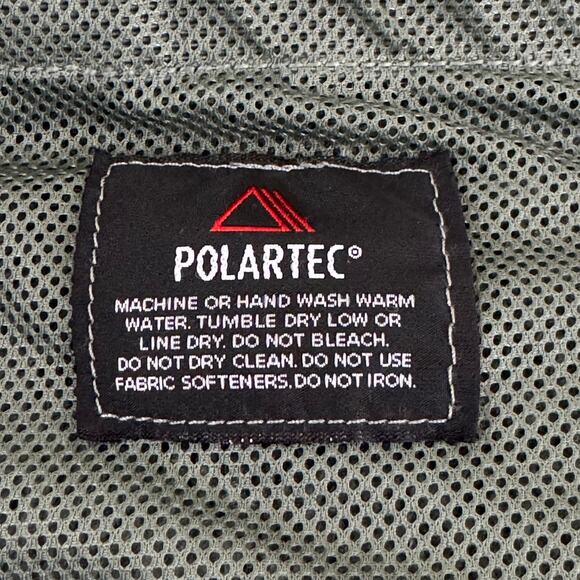 POLARTEC®
MACHINE OR HAND WASH WARM
WATER. TUMBLE DRY LOW OR
LINE DRY. DO NOT BLEACH.
DO NOT DRY CLEAN. DO NOT USE
FABRIC SOFTENERS. DO NOT IRON.